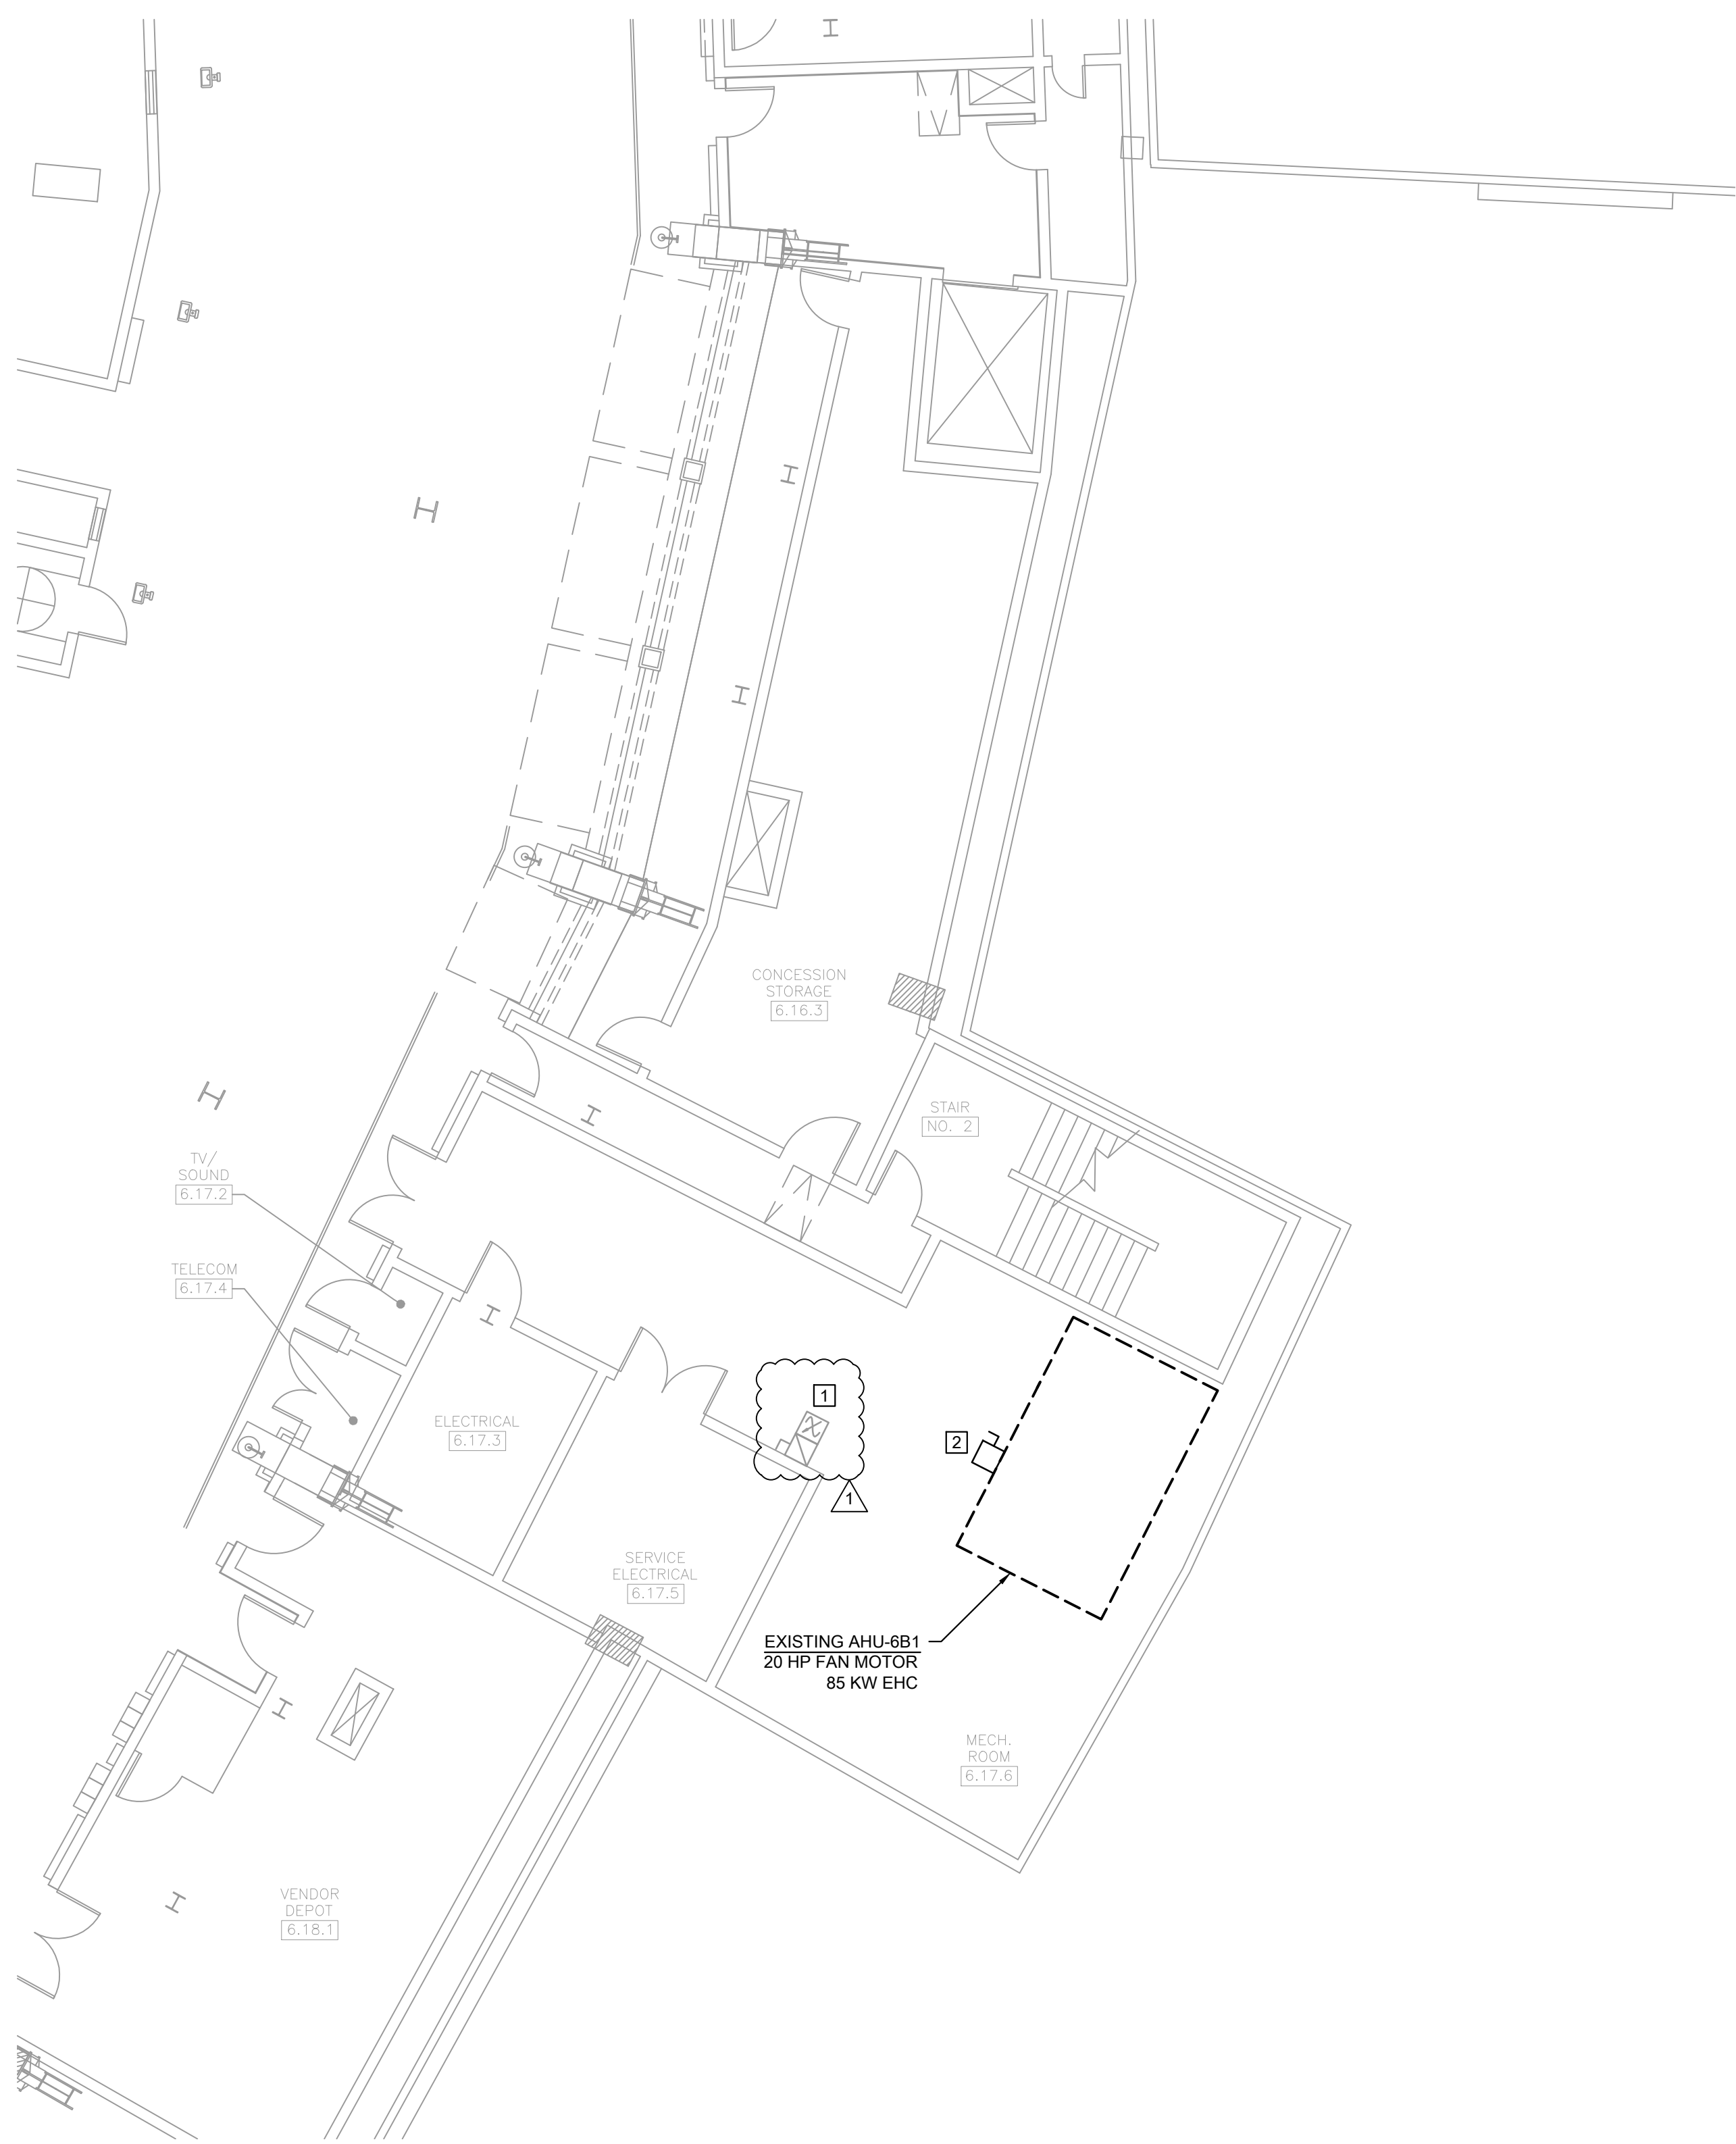 CONCESSION
STORAGE
6.16.3
STAIR
NO. 2
TV/
SOUND
6.17.2
TELECOM
6.17.4
1
ELECTRICAL
6.17.3
2
1
SERVICE
ELECTRICAL
6.17.5
EXISTING AHU-6B1
20 HP FAN MOTOR
85 KW EHC
MECH.
ROOM
6.17.6
VENDOR
DEPOT
6.18.1